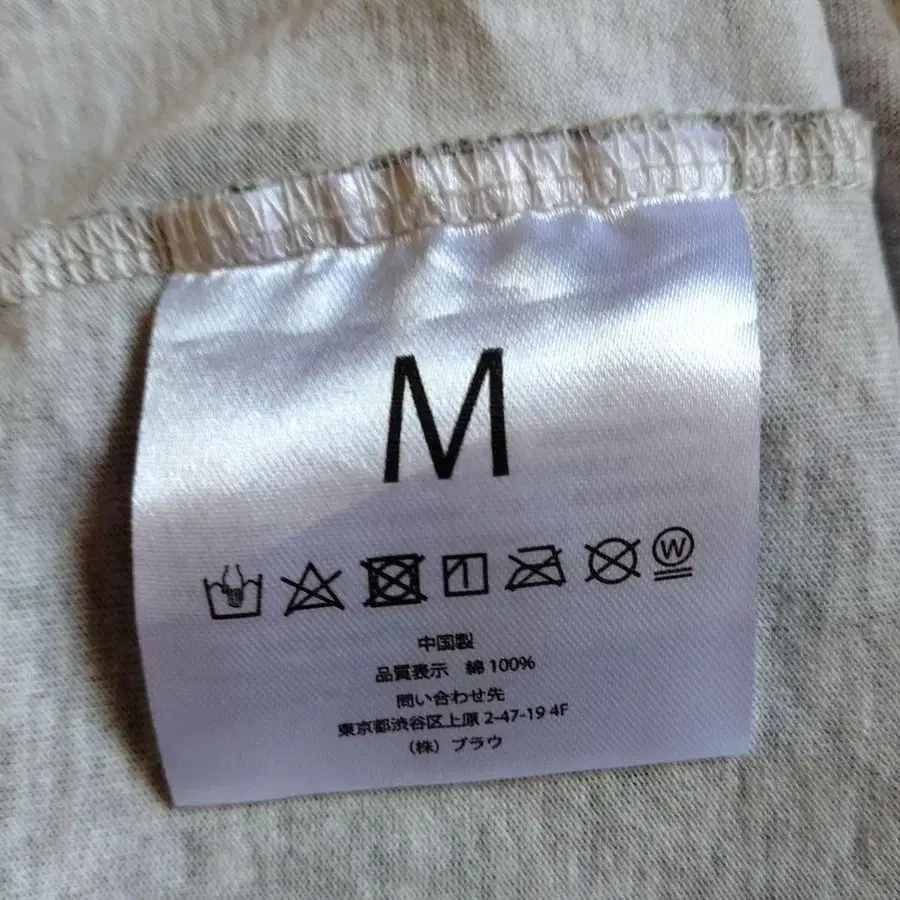 M
W
中国製
品質表示 綿 100%
問い合わせ先
東京都渋谷区上原 2-47-19 4F
(株) ブラウ